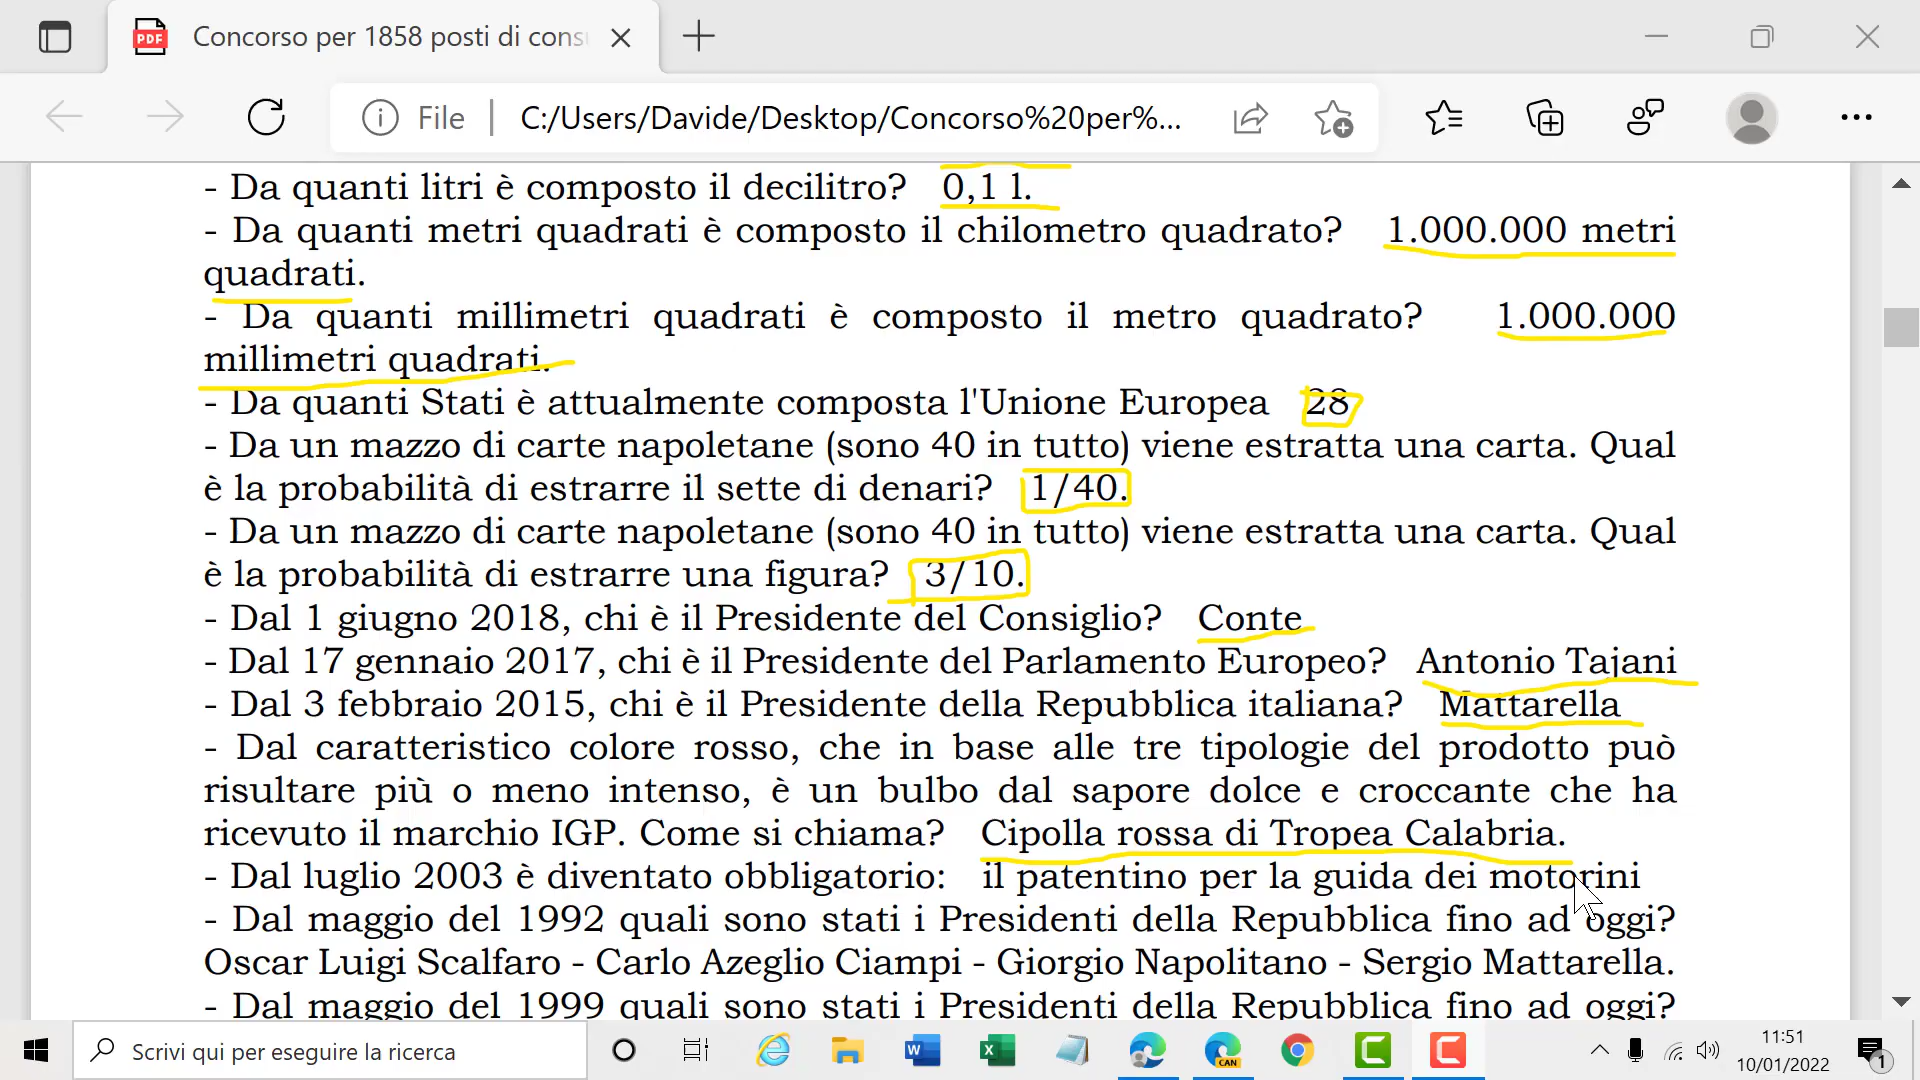 Concorso per 1858 posti di cons
File
C:/Users/Davide/Desktop/Concorso%20per%...
- Da quanti litri è composto il decilitro? 0,1 l.
- Da quanti metri quadrati è composto il chilometro quadrato? 1.000.000 metri
quadrati.
- Da quanti millimetri quadrati è composto il metro quadrato? 1.000.000
millimetri quadrati.
- Da quanti Stati è attualmente composta l'Unione Europea 28
- Da un mazzo di carte napoletane (sono 40 in tutto) viene estratta una carta. Qual
è la probabilità di estrarre il sette di denari? 1/40.
- Da un mazzo di carte napoletane (sono 40 in tutto) viene estratta una carta. Qual
è la probabilità di estrarre una figura? 3/10.
- Dal 1 giugno 2018, chi è il Presidente del Consiglio? Conte
- Dal 17 gennaio 2017, chi è il Presidente del Parlamento Europeo? Antonio Tajani
- Dal 3 febbraio 2015, chi è il Presidente della Repubblica italiana? Mattarella
- Dal caratteristico colore rosso, che in base alle tre tipologie del prodotto può
risultare più o meno intenso, è un bulbo dal sapore dolce e croccante che ha
ricevuto il marchio IGP. Come si chiama? Cipolla rossa di Tropea Calabria.
- Dal luglio 2003 è diventato obbligatorio: il patentino per la guida dei motorini
- Dal maggio del 1992 quali sono stati i Presidenti della Repubblica fino ad oggi?
Oscar Luigi Scalfaro - Carlo Azeglio Ciampi - Giorgio Napolitano - Sergio Mattarella.
- Dal maggio del 1999 quali sono stati i Presidenti della Repubblica fino ad oggi?
Scrivi qui per eseguire la ricerca
CAN
11:51
10/01/2022
1